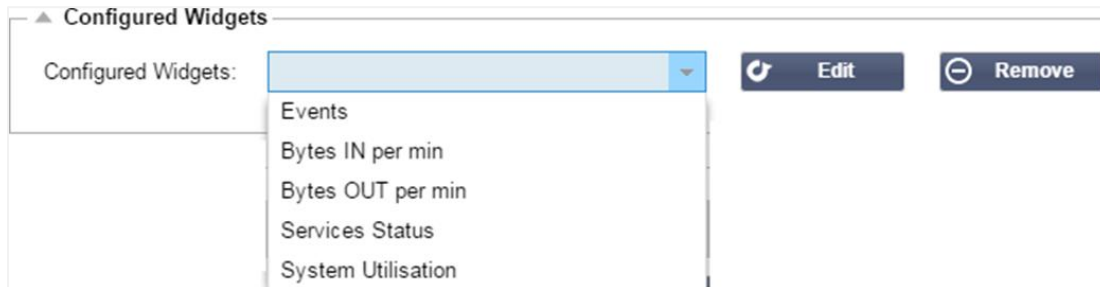 Configured Widgets
Configured Widgets: Edit Remove
Events
Bytes IN per min
Bytes OUT per min
Services Status
System Utilisation